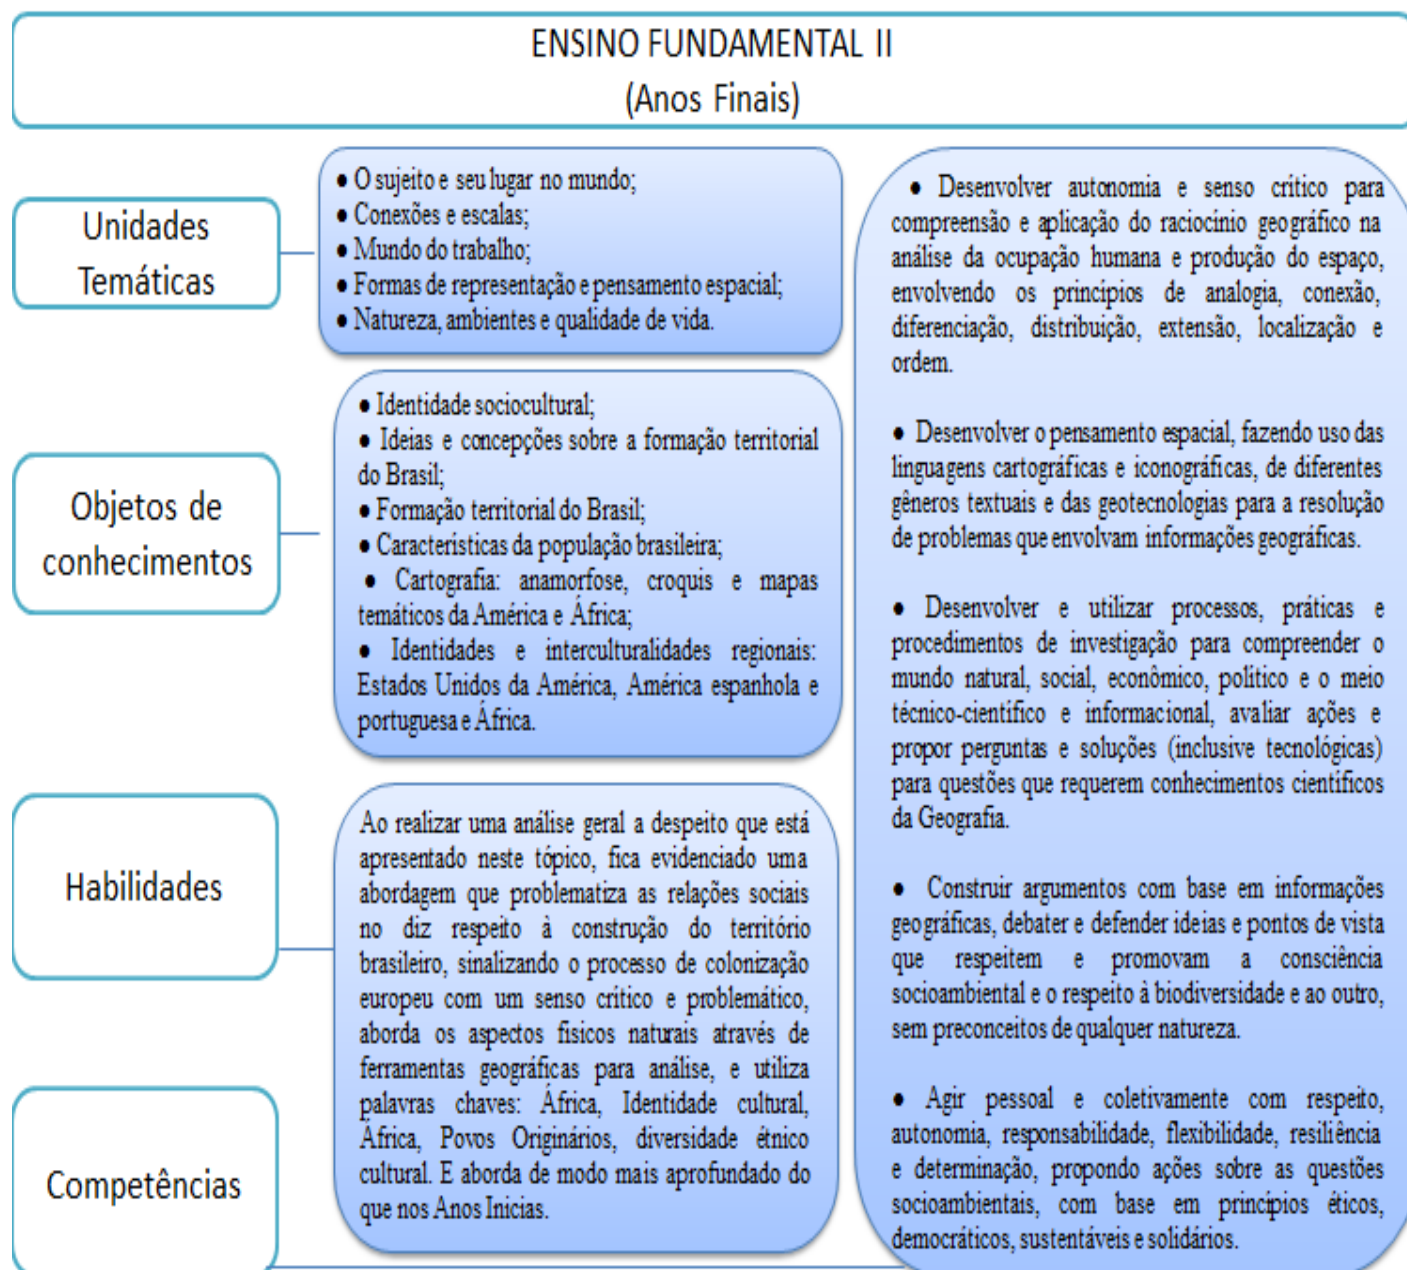 ENSINO FUNDAMENTAL II
(Anos Finais)
Unidades
Temáticas
● O sujeito e seu lugar no mundo;
● Conexões e escalas;
● Mundo do trabalho;
● Formas de representação e pensamento espacial;
● Natureza, ambientes e qualidade de vida.
Objetos de
conhecimentos
● Identidade sociocultural;
● Ideias e concepções sobre a formação territorial
do Brasil;
● Formação territorial do Brasil;
● Características da população brasileira;
● Cartografia: anamorfose, croquis e mapas
temáticos da América e África;
● Identidades e interculturalidades regionais:
Estados Unidos da América, América espanhola e
portuguesa e África.
Habilidades
Ao realizar uma análise geral a despeito que está
apresentado neste tópico, fica evidenciado uma
abordagem que problematiza as relações sociais
no diz respeito à construção do território
brasileiro, sinalizando o processo de colonização
europeu com um senso crítico e problemático,
aborda os aspectos físicos naturais através de
ferramentas geográficas para análise, e utiliza
palavras chaves: África, Identidade cultural,
África, Povos Originários, diversidade étnico
cultural. E aborda de modo mais aprofundado do
que nos Anos Inicias.
Competências
● Desenvolver autonomia e senso crítico para
compreensão e aplicação do raciocínio geográfico na
análise da ocupação humana e produção do espaço,
envolvendo os princípios de analogia, conexão,
diferenciação, distribuição, extensão, localização e
ordem.
● Desenvolver o pensamento espacial, fazendo uso das
linguagens cartográficas e iconográficas, de diferentes
gêneros textuais e das geotecnologias para a resolução
de problemas que envolvam informações geográficas.
● Desenvolver e utilizar processos, práticas e
procedimentos de investigação para compreender o
mundo natural, social, econômico, político e o meio
técnico-científico e informacional, avaliar ações e
propor perguntas e soluções (inclusive tecnológicas)
para questões que requerem conhecimentos científicos
da Geografia.
● Construir argumentos com base em informações
geográficas, debater e defender ideias e pontos de vista
que respeitem e promovam a consciência
socioambiental e o respeito à biodiversidade e ao outro,
sem preconceitos de qualquer natureza.
● Agir pessoal e coletivamente com respeito,
autonomia, responsabilidade, flexibilidade, resiliência
e determinação, propondo ações sobre as questões
socioambientais, com base em princípios éticos,
democráticos, sustentáveis e solidários.